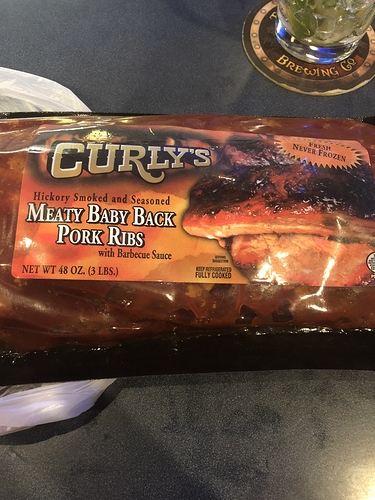 BREWING CO
CURLY'S
FRESH
NEVER FROZEN
Hickory Smoked and Seasoned
MEATY BABY BACK
PORK RIBS
with Barbecue Sauce
NET WT 48 OZ. (3 LBS.)
KEEP REFRIGERATED
FULLY COOKED